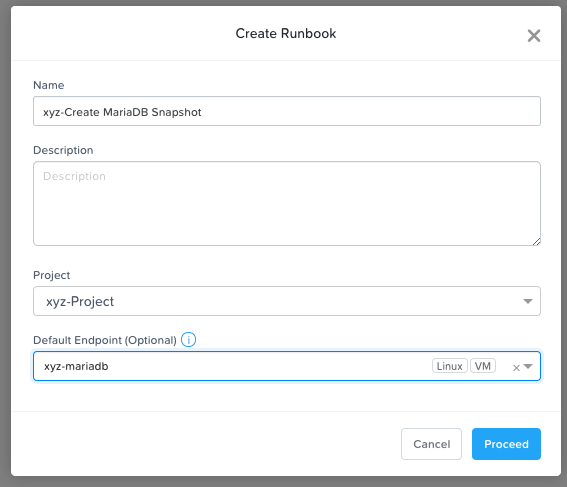 Create Runbook
Name
xyz-Create MariaDB Snapshot
Description
Description
Project
xyz-Project
Default Endpoint (Optional) i
xyz-mariadb Linux VM
Cancel Proceed